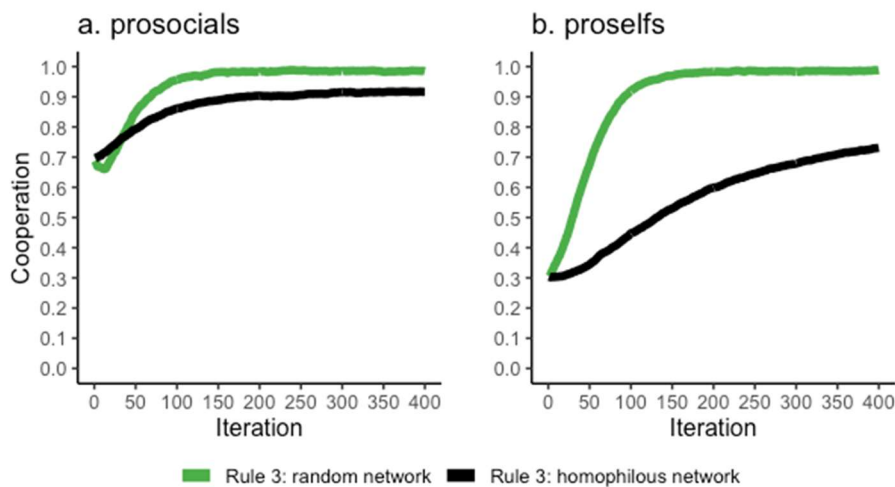 a. prosocials
b. proselfs
Cooperation
1.0
0.9
0.8
0.7
0.6
0.5
0.4
0.3
0.2
0.1
0.0
0 50 100 150 200 250 300 350 400
Iteration
1.0
0.9
0.8
0.7
0.6
0.5
0.4
0.3
0.2
0.1
0.0
0 50 100 150 200 250 300 350 400
Iteration
Rule 3: random network Rule 3: homophilous network